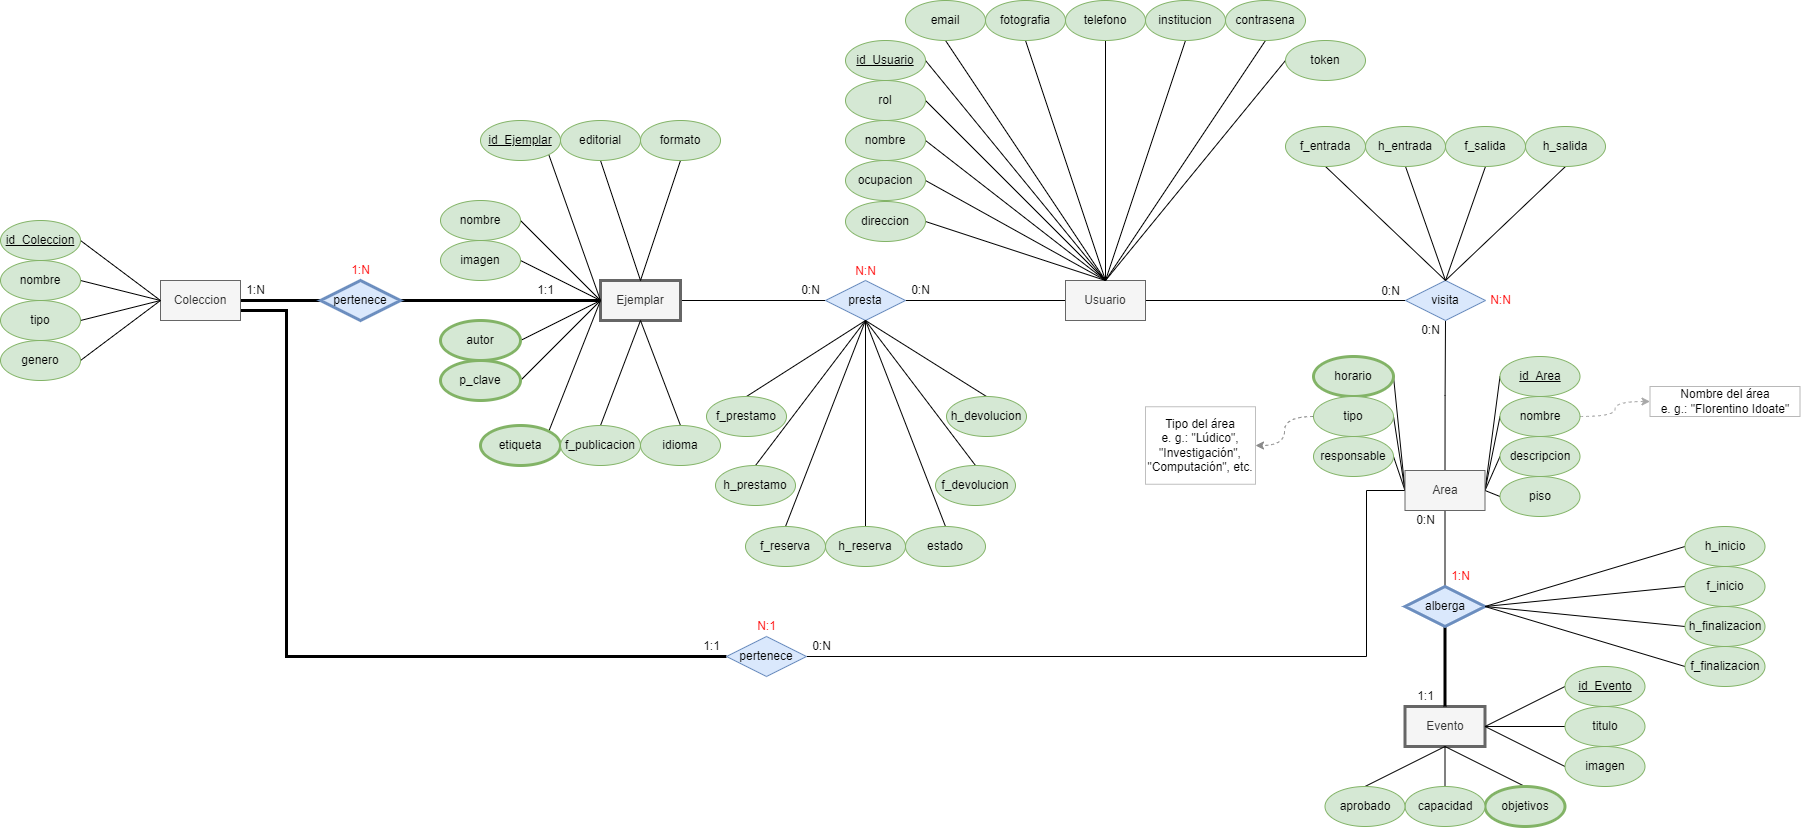 email
fotografia
telefono
institucion
contrasena
id_Usuario
token
rol
nombre
ocupacion
direccion
id_Ejemplar
editorial
formato
f_entrada
h_entrada
f_salida
h_salida
nombre
imagen
id_Coleccion
nombre
tipo
genero
Coleccion
1:N
1:N
pertenece
1:1
Ejemplar
0:N
N:N
presta
0:N
Usuario
0:N
visita
N:N
0:N
autor
p_clave
etiqueta
f_publicacion
idioma
f_prestamo
h_devolucion
h_prestamo
f_devolucion
f_reserva
h_reserva
estado
horario
tipo
responsable
id_Area
nombre
descripcion
piso
Tipo del área
e. g.: "Lúdico",
"Investigación",
"Computación", etc.
Nombre del área
e. g.: "Florentino Idoate"
Area
0:N
1:N
alberga
h_inicio
f_inicio
h_finalizacion
f_finalizacion
N:1
1:1
pertenece
0:N
1:1
Evento
id_Evento
titulo
imagen
aprobado
capacidad
objetivos